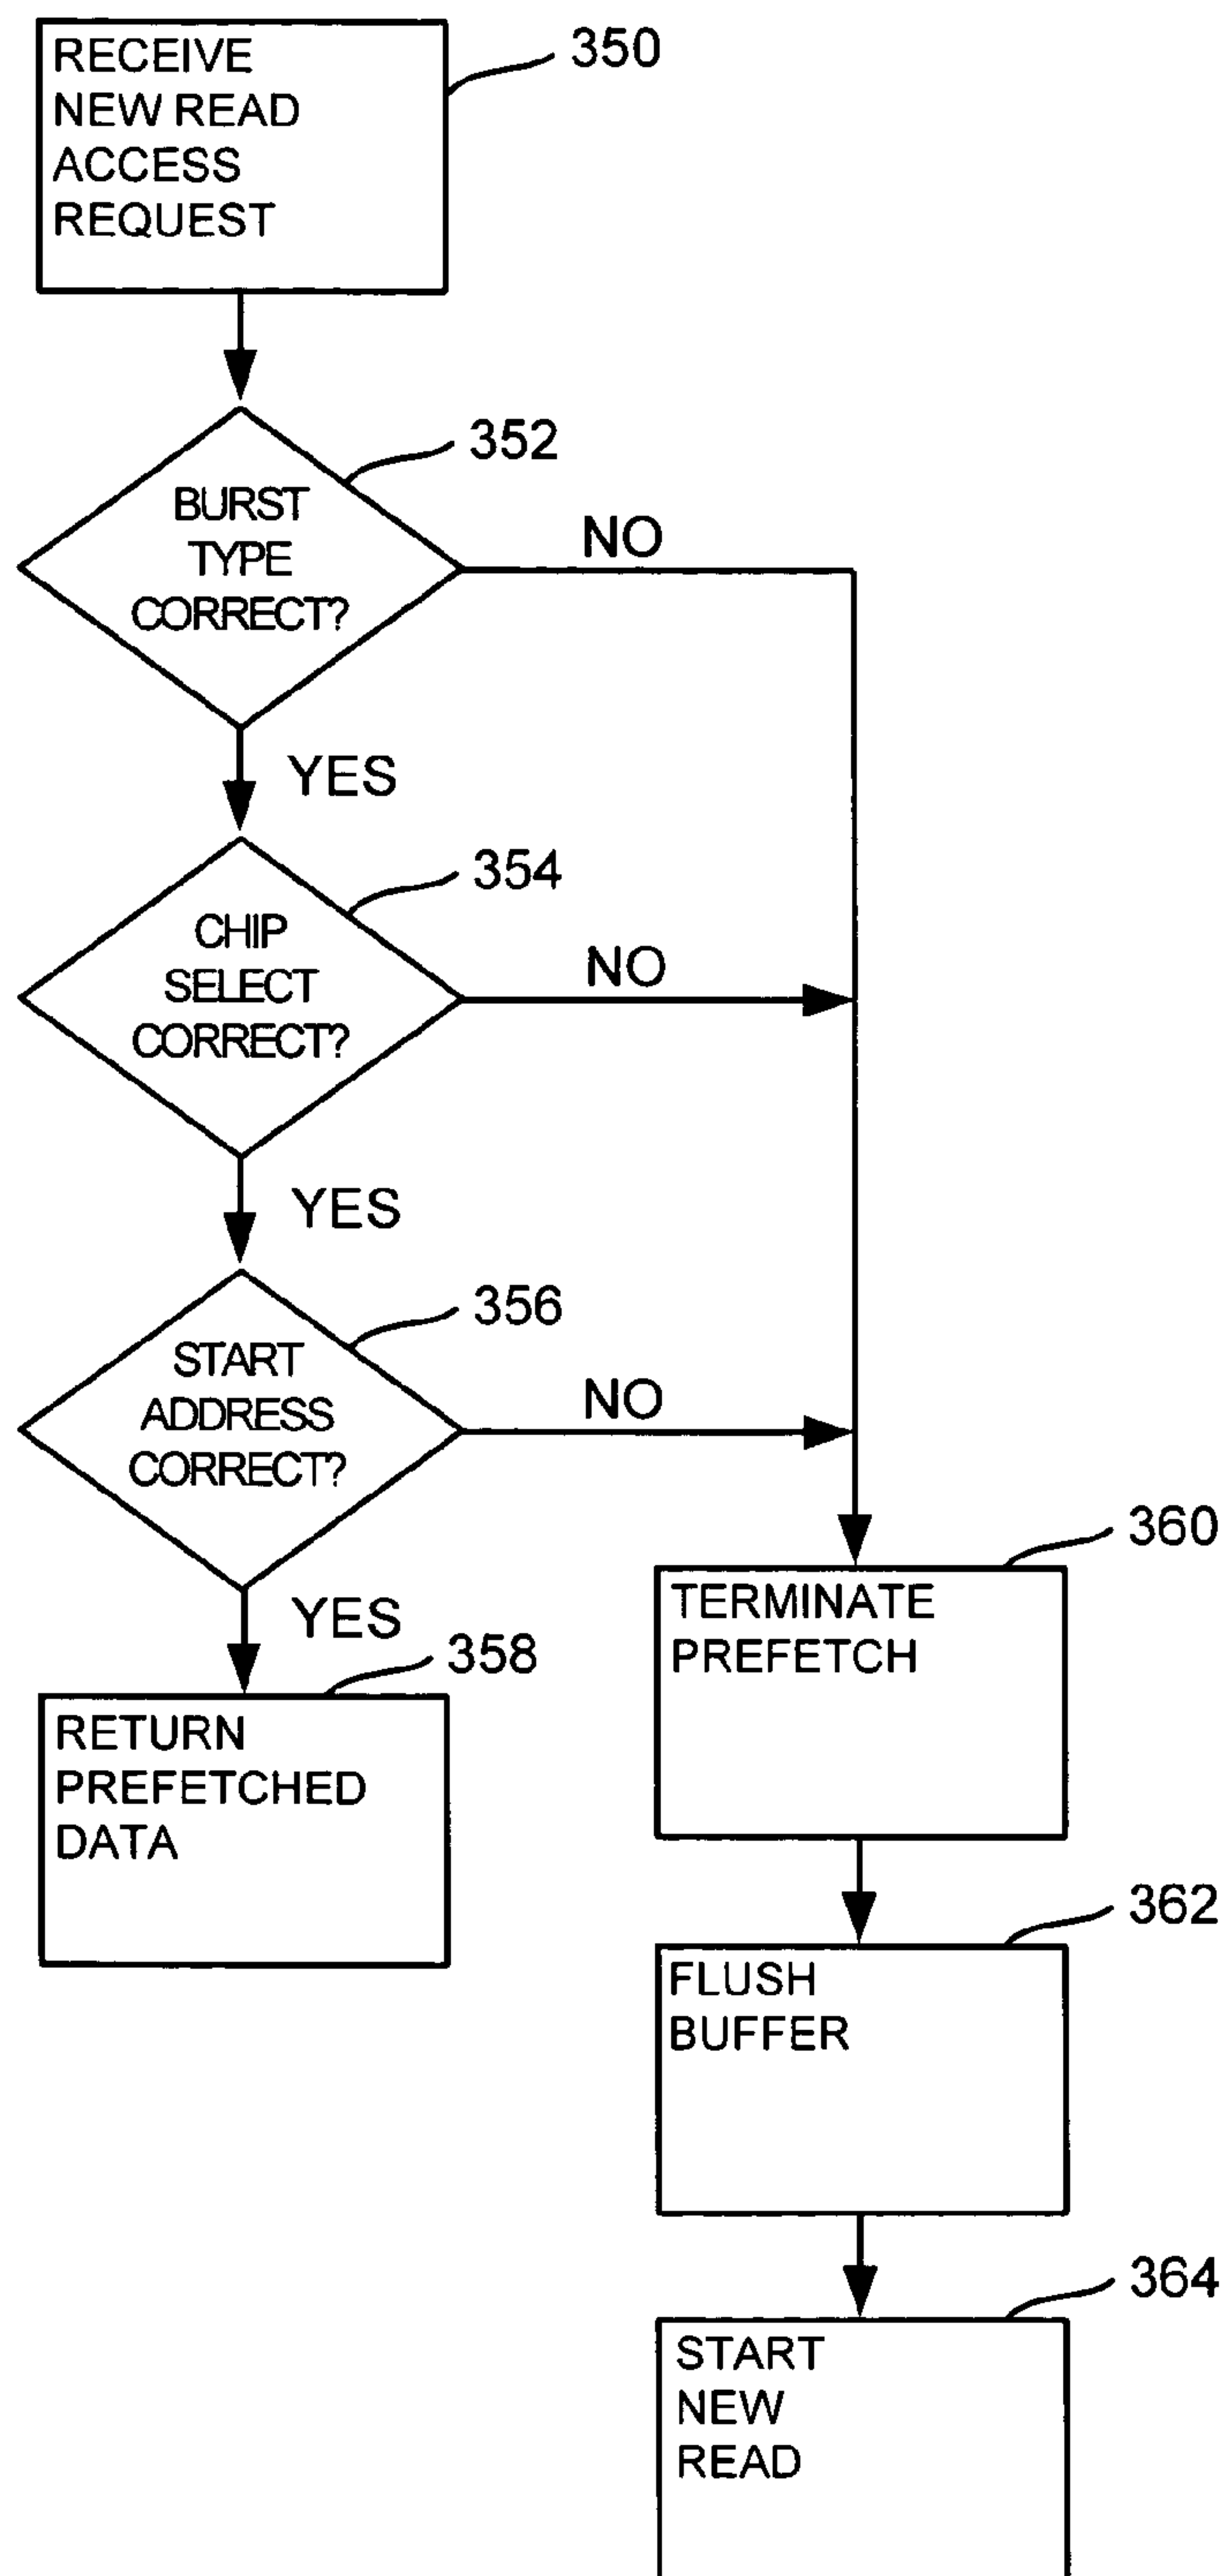 RECEIVE
NEW READ
ACCESS
REQUEST
350
352
BURST
TYPE
CORRECT?
NO
YES
354
CHIP
SELECT
CORRECT?
NO
YES
356
START
ADDRESS
CORRECT?
NO
YES
358
RETURN
PREFETCHED
DATA
360
TERMINATE
PREFETCH
362
FLUSH
BUFFER
364
START
NEW
READ